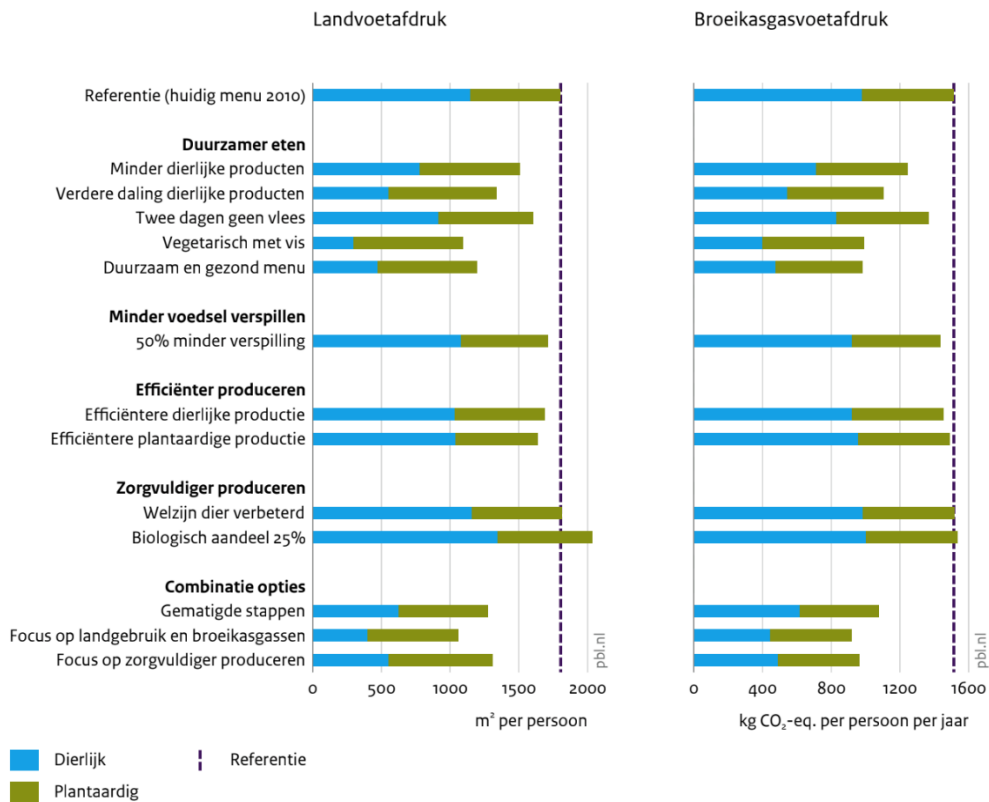 Landvoetafdruk
Broeikasgasvoetafdruk
Referentie (huidig menu 2010)
Duurzamer eten
Minder dierlijke producten
Verdere daling dierlijke producten
Twee dagen geen vlees
Vegetarisch met vis
Duurzaam en gezond menu
Minder voedsel verspillen
50% minder verspilling
Efficiënter produceren
Efficiëntere dierlijke productie
Efficiëntere plantaardige productie
Zorgvuldiger produceren
Welzijn dier verbeterd
Biologisch aandeel 25%
Combinatie opties
Gematigde stappen
Focus op landgebruik en broeikasgassen
Focus op zorgvuldiger produceren
pbl.nl
pbl.nl
0 500 1000 1500 2000
0 400 800 1200 1600
m² per persoon
kg CO₂-eq. per persoon per jaar
Dierlijk
Referentie
Plantaardig